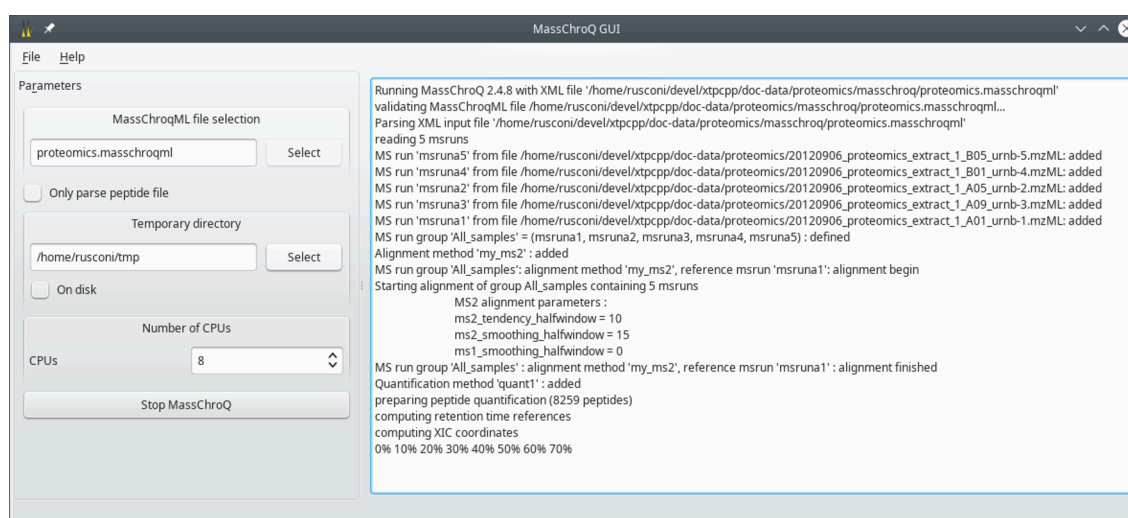 MassChroQ GUI
File Help
Parameters
MassChroqML file selection
proteomics.masschroqml Select
Only parse peptide file
Temporary directory
/home/rusconi/tmp Select
On disk
Number of CPUs
CPUs 8
Stop MassChroQ
Running MassChroQ 2.4.8 with XML file '/home/rusconi/devel/xtpcpp/doc-data/proteomics/masschroq/proteomics.masschroqml'
validating MassChroqML file /home/rusconi/devel/xtpcpp/doc-data/proteomics/masschroq/proteomics.masschroqml...
Parsing XML input file '/home/rusconi/devel/xtpcpp/doc-data/proteomics/masschroq/proteomics.masschroqml'
reading 5 msruns
MS run 'msruna5' from file /home/rusconi/devel/xtpcpp/doc-data/proteomics/20120906_proteomics_extract_1_B05_urnb-5.mzML: added
MS run 'msruna4' from file /home/rusconi/devel/xtpcpp/doc-data/proteomics/20120906_proteomics_extract_1_B01_urnb-4.mzML: added
MS run 'msruna2' from file /home/rusconi/devel/xtpcpp/doc-data/proteomics/20120906_proteomics_extract_1_A05_urnb-2.mzML: added
MS run 'msruna3' from file /home/rusconi/devel/xtpcpp/doc-data/proteomics/20120906_proteomics_extract_1_A09_urnb-3.mzML: added
MS run 'msruna1' from file /home/rusconi/devel/xtpcpp/doc-data/proteomics/20120906_proteomics_extract_1_A01_urnb-1.mzML: added
MS run group 'All_samples' = (msruna1, msruna2, msruna3, msruna4, msruna5) : defined
Alignment method 'my_ms2' : added
MS run group 'All_samples': alignment method 'my_ms2', reference msrun 'msruna1': alignment begin
Starting alignment of group All_samples containing 5 msruns
MS2 alignment parameters :
ms2_tendency_halfwindow = 10
ms2_smoothing_halfwindow = 15
ms1_smoothing_halfwindow = 0
MS run group 'All_samples' : alignment method 'my_ms2', reference msrun 'msruna1' : alignment finished
Quantification method 'quant1' : added
preparing peptide quantification (8259 peptides)
computing retention time references
computing XIC coordinates
0% 10% 20% 30% 40% 50% 60% 70%